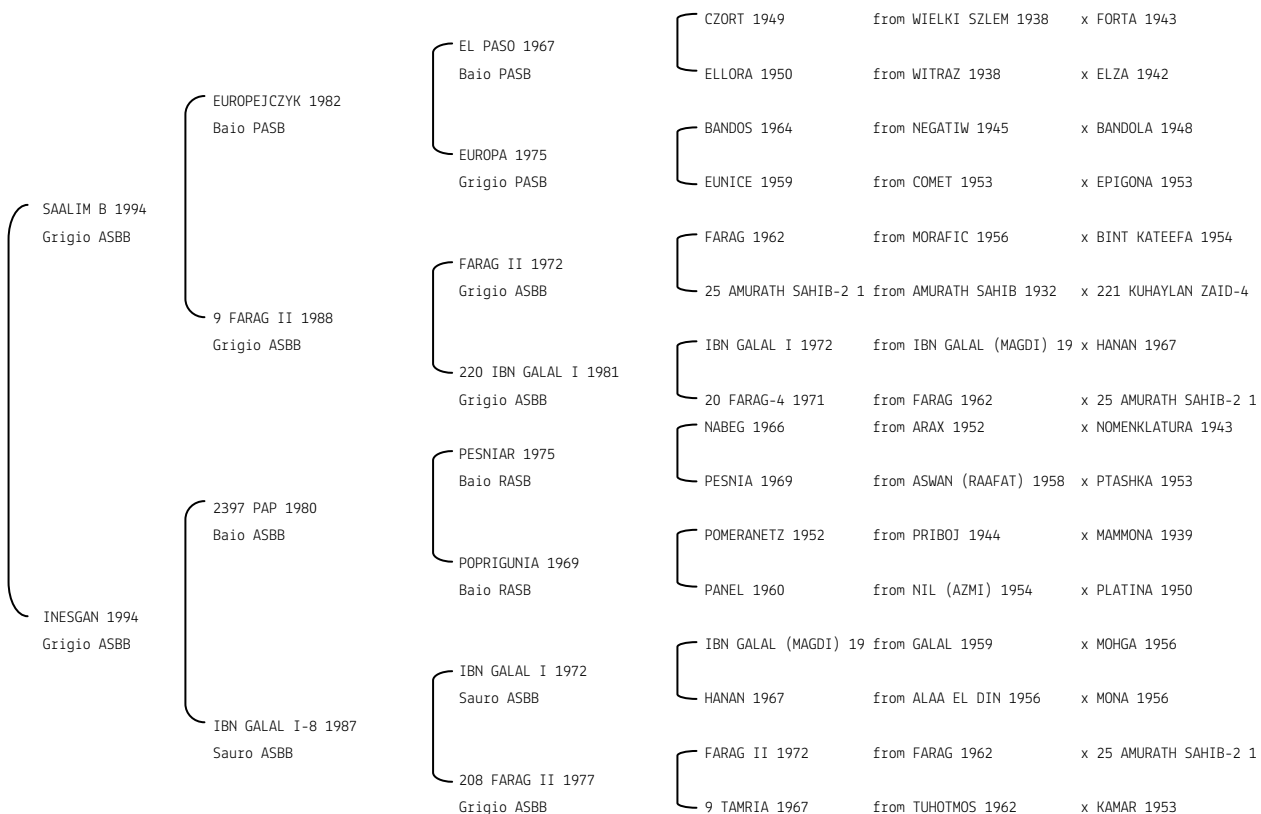 CZORT 1949 from WIELKI SZLEM 1938 x FORTA 1943
EL PASO 1967
Baio PASB
ELLORA 1950 from WITRAZ 1938 x ELZA 1942
EUROPEJCZYK 1982
Baio PASB
BANDOS 1964 from NEGATIW 1945 x BANDOLA 1948
EUROPA 1975
Grigio PASB
EUNICE 1959 from COMET 1953 x EPIGONA 1953
SAALIM B 1994
Grigio ASBB
FARAG 1962 from MORAFIC 1956 x BINT KATEEFA 1954
FARAG II 1972
Grigio ASBB
25 AMURATH SAHIB-2 1 from AMURATH SAHIB 1932 x 221 KUHAYLAN ZAID-4
9 FARAG II 1988
Grigio ASBB
IBN GALAL I 1972 from IBN GALAL (MAGDI) 19 x HANAN 1967
220 IBN GALAL I 1981
Grigio ASBB
20 FARAG-4 1971 from FARAG 1962 x 25 AMURATH SAHIB-2 1
NABEG 1966 from ARAX 1952 x NOMENKLATURA 1943
PESNIAR 1975
Baio RASB
PESNIA 1969 from ASWAN (RAAFAT) 1958 x PTASHKA 1953
2397 PAP 1980
Baio ASBB
POMERANETZ 1952 from PRIBOJ 1944 x MAMMONA 1939
POPRIGUNIA 1969
Baio RASB
PANEL 1960 from NIL (AZMI) 1954 x PLATINA 1950
INESGAN 1994
Grigio ASBB
IBN GALAL (MAGDI) 19 from GALAL 1959 x MOHGA 1956
IBN GALAL I 1972
Sauro ASBB
HANAN 1967 from ALAA EL DIN 1956 x MONA 1956
IBN GALAL I-8 1987
Sauro ASBB
FARAG II 1972 from FARAG 1962 x 25 AMURATH SAHIB-2 1
208 FARAG II 1977
Grigio ASBB
9 TAMRIA 1967 from TUHOTMOS 1962 x KAMAR 1953